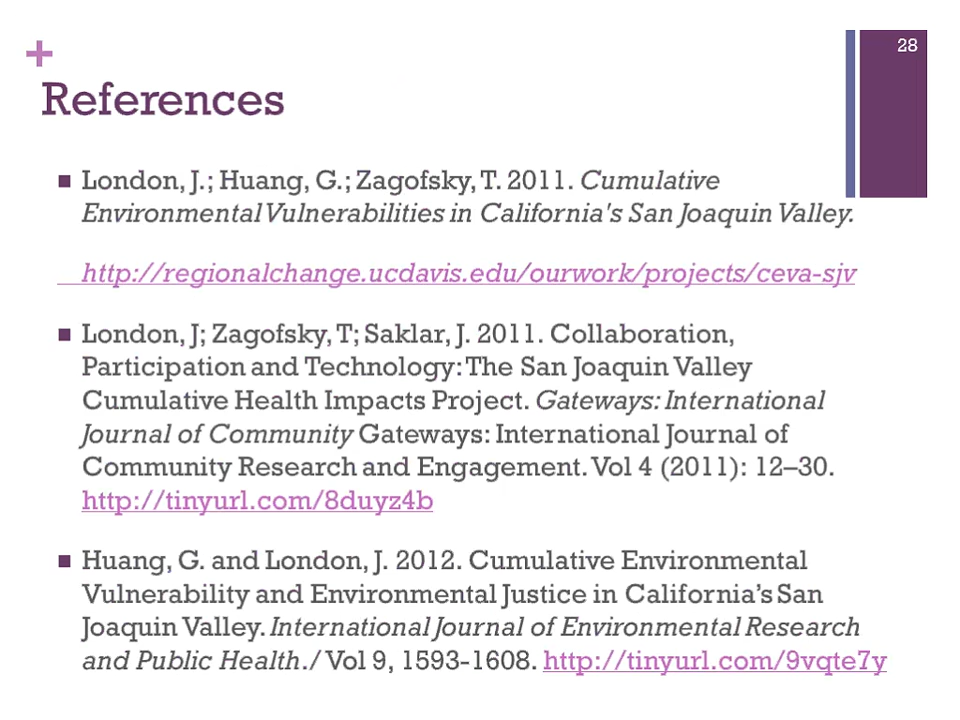 28
+
References
London, J.; Huang, G.; Zagofsky, T. 2011. Cumulative
Environmental Vulnerabilities in California's San Joaquin Valley.
http://regionalchange.ucdavis.edu/ourwork/projects/ceva-sjv
London, J; Zagofsky, T; Saklar, J. 2011. Collaboration,
Participation and Technology: The San Joaquin Valley
Cumulative Health Impacts Project. Gateways: International
Journal of Community Gateways: International Journal of
Community Research and Engagement. Vol 4 (2011): 12–30.
http://tinyurl.com/8duyz4b
Huang, G. and London, J. 2012. Cumulative Environmental
Vulnerability and Environmental Justice in California’s San
Joaquin Valley. International Journal of Environmental Research
and Public Health./ Vol 9, 1593-1608. http://tinyurl.com/9vqte7y